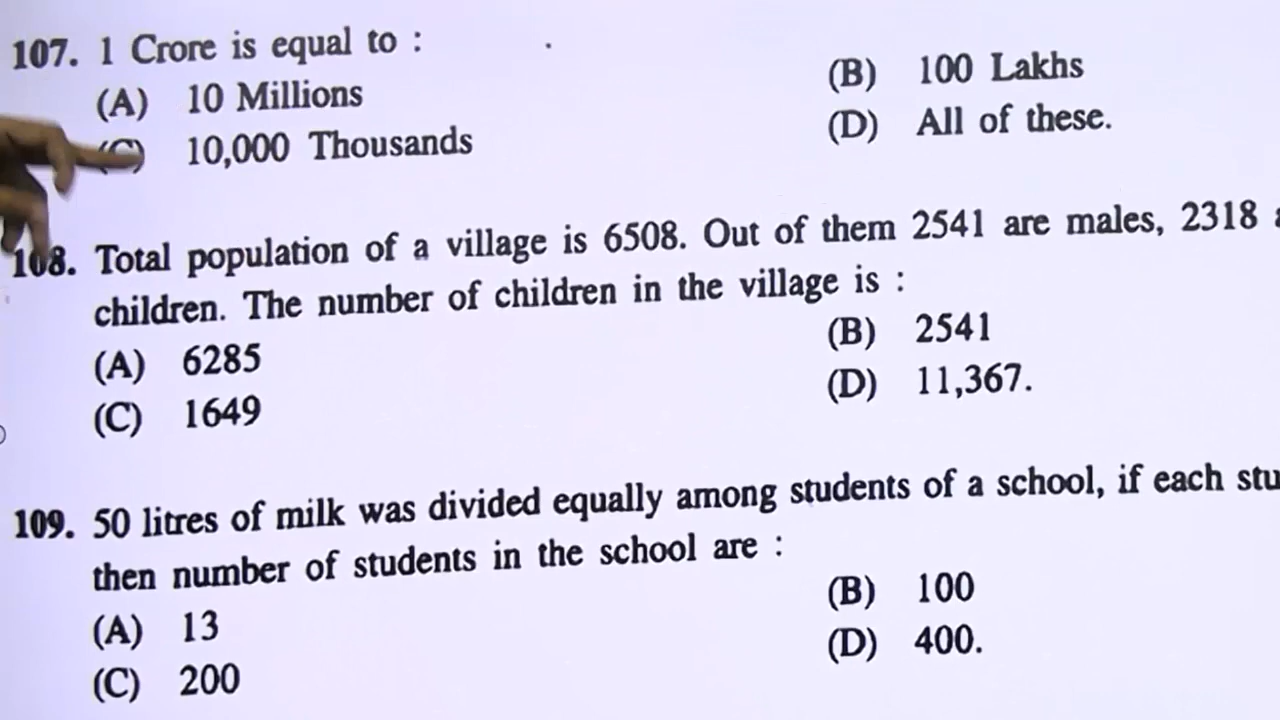 107. 1 Crore is equal to :
(A) 10 Millions
(B) 100 Lakhs
(C) 10,000 Thousands
(D) All of these.
108. Total population of a village is 6508. Out of them 2541 are males, 2318
children. The number of children in the village is :
(A) 6285
(B) 2541
(C) 1649
(D) 11,367.
109. 50 litres of milk was divided equally among students of a school, if each
then number of students in the school are :
(A) 13
(B) 100
(C) 200
(D) 400.